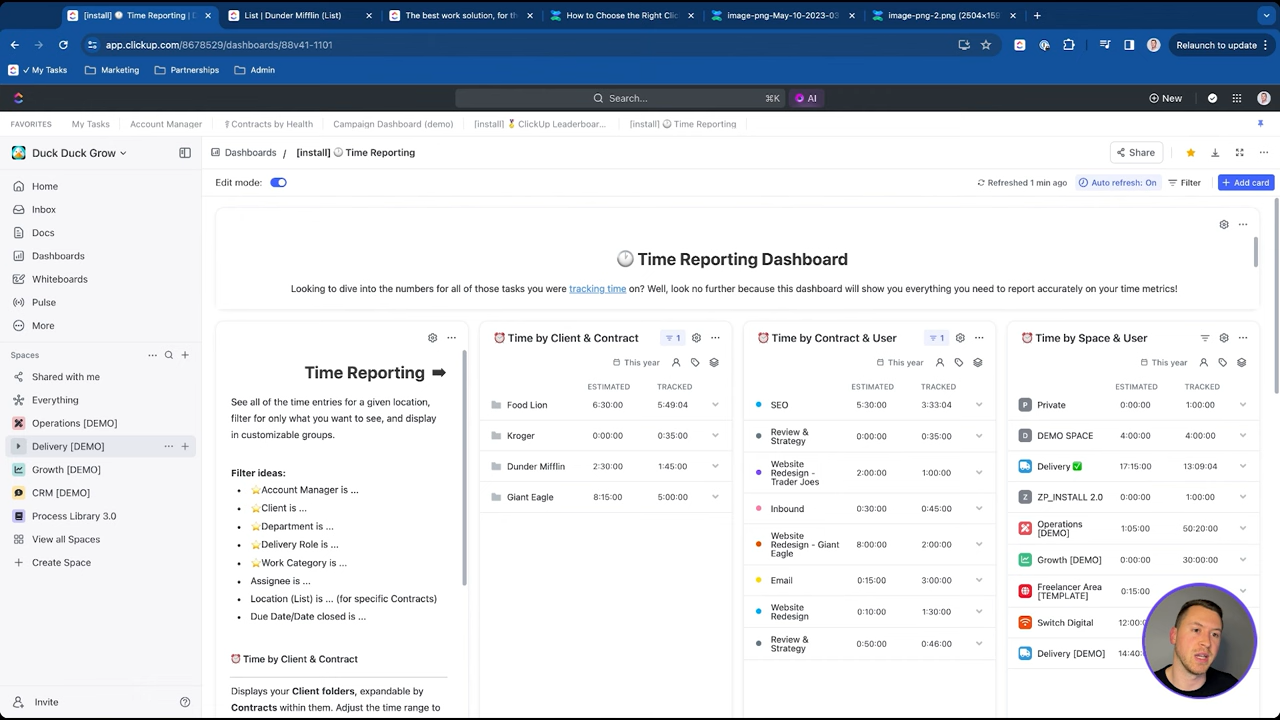 [install] 🕐 Time Reporting | D
List | Dunder Mifflin (List)
The best work solution, for th
How to Choose the Right Clic
image-png-May-10-2023-03
image-png-2.png (2504×159
app.clickup.com/8678529/dashboards/88v41-1101
Relaunch to update
✓ My Tasks
Marketing
Partnerships
Admin
Search...
⌘K
AI
New
FAVORITES
My Tasks
Account Manager
Contracts by Health
Campaign Dashboard (demo)
[install] 🏅 ClickUp Leaderboar...
[install] 🕐 Time Reporting
Duck Duck Grow
Dashboards / [install] 🕐 Time Reporting
Share
Edit mode:
Refreshed 1 min ago
Auto refresh: On
Filter
+ Add card
Home
Inbox
Docs
Dashboards
Whiteboards
Pulse
More
Spaces
Shared with me
Everything
Operations [DEMO]
Delivery [DEMO]
Growth [DEMO]
CRM [DEMO]
Process Library 3.0
View all Spaces
Create Space
Invite
🕐 Time Reporting Dashboard
Looking to dive into the numbers for all of those tasks you were tracking time on? Well, look no further because this dashboard will show you everything you need to report accurately on your time metrics!
Time Reporting ➡
See all of the time entries for a given location,
filter for only what you want to see, and display
in customizable groups.
Filter ideas:
• ⭐Account Manager is ...
• ⭐Client is ...
• ⭐Department is ...
• ⭐Delivery Role is ...
• ⭐Work Category is ...
• Assignee is ...
• Location (List) is ... (for specific Contracts)
• Due Date/Date closed is ...
⏰ Time by Client & Contract
Displays your Client folders, expandable by
Contracts within them. Adjust the time range to
⏰ Time by Client & Contract
1
This year
ESTIMATED TRACKED
Food Lion 6:30:00 5:49:04
Kroger 0:00:00 0:35:00
Dunder Mifflin 2:30:00 1:45:00
Giant Eagle 8:15:00 5:00:00
⏰ Time by Contract & User
1
This year
ESTIMATED TRACKED
SEO 5:30:00 3:33:04
Review &
Strategy 0:00:00 0:35:00
Website
Redesign - 2:00:00 1:00:00
Trader Joes
Inbound 0:30:00 0:45:00
Website
Redesign - Giant 8:00:00 2:00:00
Eagle
Email 0:15:00 3:00:00
Website
Redesign 0:10:00 1:30:00
Review &
Strategy 0:50:00 0:46:00
⏰ Time by Space & User
This year
ESTIMATED TRACKED
P Private 0:00:00 1:00:00
D DEMO SPACE 4:00:00 4:00:00
Delivery ✅ 17:15:00 13:09:04
Z ZP_INSTALL 2.0 0:00:00 1:00:00
Operations
[DEMO] 1:05:00 50:20:00
Growth [DEMO] 0:00:00 30:00:00
Freelancer Area
[TEMPLATE] 0:15:00
Switch Digital 12:00:
Delivery [DEMO] 14:40: